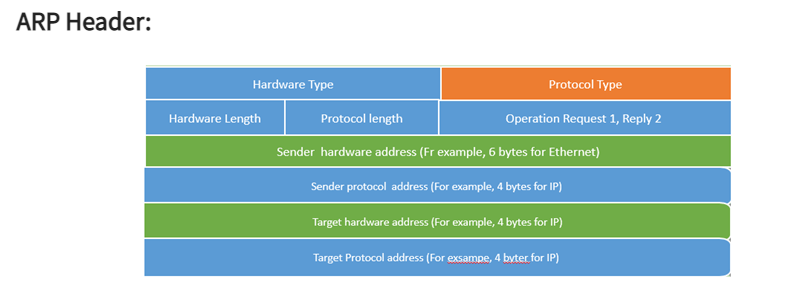 ARP Header:
Hardware Type Protocol Type
Hardware Length Protocol length Operation Request 1, Reply 2
Sender hardware address (Fr example, 6 bytes for Ethernet)
Sender protocol address (For example, 4 bytes for IP)
Target hardware address (For example, 4 bytes for IP)
Target Protocol address (For exsampe, 4 byter for IP)